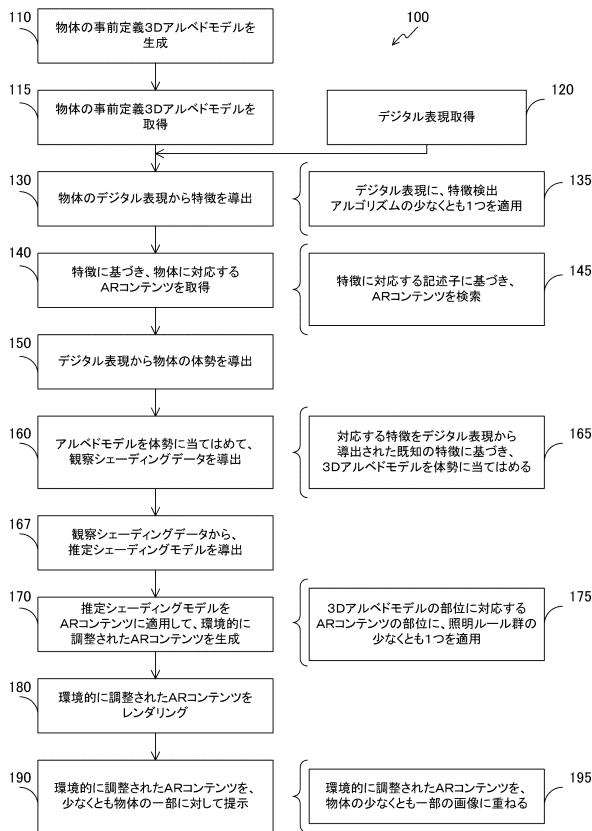 100
110
物体の事前定義３Dアルベドモデルを
生成
115
物体の事前定義３Dアルベドモデルを
取得
120
デジタル表現取得
130
物体のデジタル表現から特徴を導出
135
デジタル表現に、特徴検出
アルゴリズムの少なくとも１つを適用
140
特徴に基づき、物体に対応する
ARコンテンツを取得
145
特徴に対応する記述子に基づき、
ARコンテンツを検索
150
デジタル表現から物体の体勢を導出
160
アルベドモデルを体勢に当てはめて、
観察シェーディングデータを導出
165
対応する特徴をデジタル表現から
導出された既知の特徴に基づき、
３Dアルベドモデルを体勢に当てはめる
167
観察シェーディングデータから、
推定シェーディングモデルを導出
170
推定シェーディングモデルを
ARコンテンツに適用して、環境的に
調整されたARコンテンツを生成
175
３Dアルベドモデルの部位に対応する
ARコンテンツの部位に、照明ルール群の
少なくとも１つを適用
180
環境的に調整されたARコンテンツを
レンダリング
190
環境的に調整されたARコンテンツを、
少なくとも物体の一部に対して提示
195
環境的に調整されたARコンテンツを、
物体の少なくとも一部の画像に重ねる